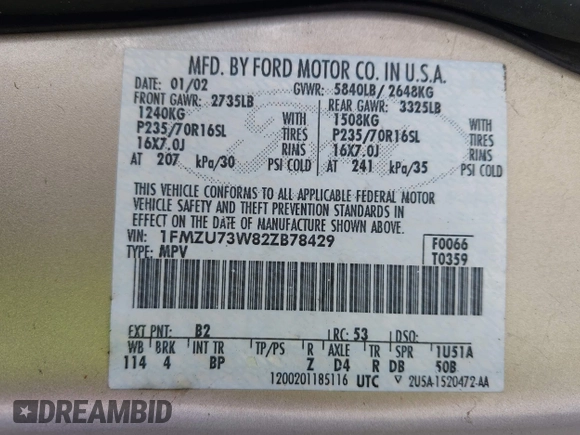 MFD. BY FORD MOTOR CO. IN U.S.A.
DATE: 01/02 GVWR: 5840LB/ 2648KG
FRONT GAWR: 2735LB REAR GAWR: 3325LB
1240KG WITH 1508KG WITH
P235/70R16SL TIRES P235/70R16SL TIRES
16X7.0J RIMS 16X7.0J RIMS
AT 207 kPa/30 PSI COLD AT 241 kPa/35 PSI COLD
THIS VEHICLE CONFORMS TO ALL APPLICABLE FEDERAL MOTOR
VEHICLE SAFETY AND THEFT PREVENTION STANDARDS IN
EFFECT ON THE DATE OF MANUFACTURE SHOWN ABOVE.
VIN: 1FMZU73W82ZB78429 F0066
TYPE: MPV T0359
EXT PNT: B2 RC: 53 DSO:
WB BRK INT TR TP/PS R AXLE TR SPR 1U51A
114 4 BP Z D4 R DB 50B
1200201185116 UTC ▽ 2U5A-1520472-AA
DREAMBID